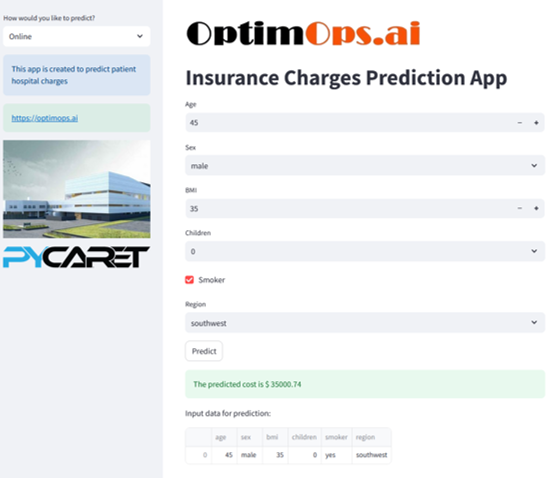 How would you like to predict?
Online
This app is created to predict patient
hospital charges
https://optimops.ai
PYCARET
OptimOps.ai
Insurance Charges Prediction App
Age
45
Sex
male
BMI
35
Children
0
Smoker
Region
southwest
Predict
The predicted cost is $ 35000.74
Input data for prediction:
age sex bmi children smoker region
0 45 male 35 0 yes southwest